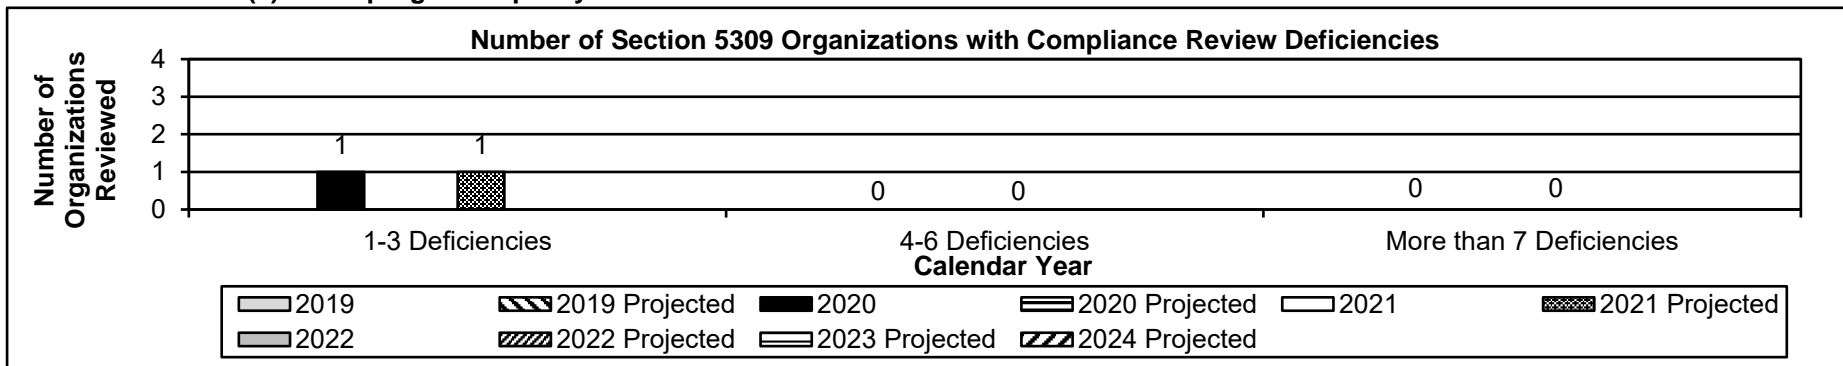 Number of Section 5309 Organizations with Compliance Review Deficiencies
Number of
Organizations
Reviewed
4
3
2
1
0
1
1
0
0
0
0
1-3 Deficiencies
4-6 Deficiencies
More than 7 Deficiencies
Calendar Year
2019
2019 Projected
2020
2020 Projected
2021
2021 Projected
2022
2022 Projected
2023 Projected
2024 Projected